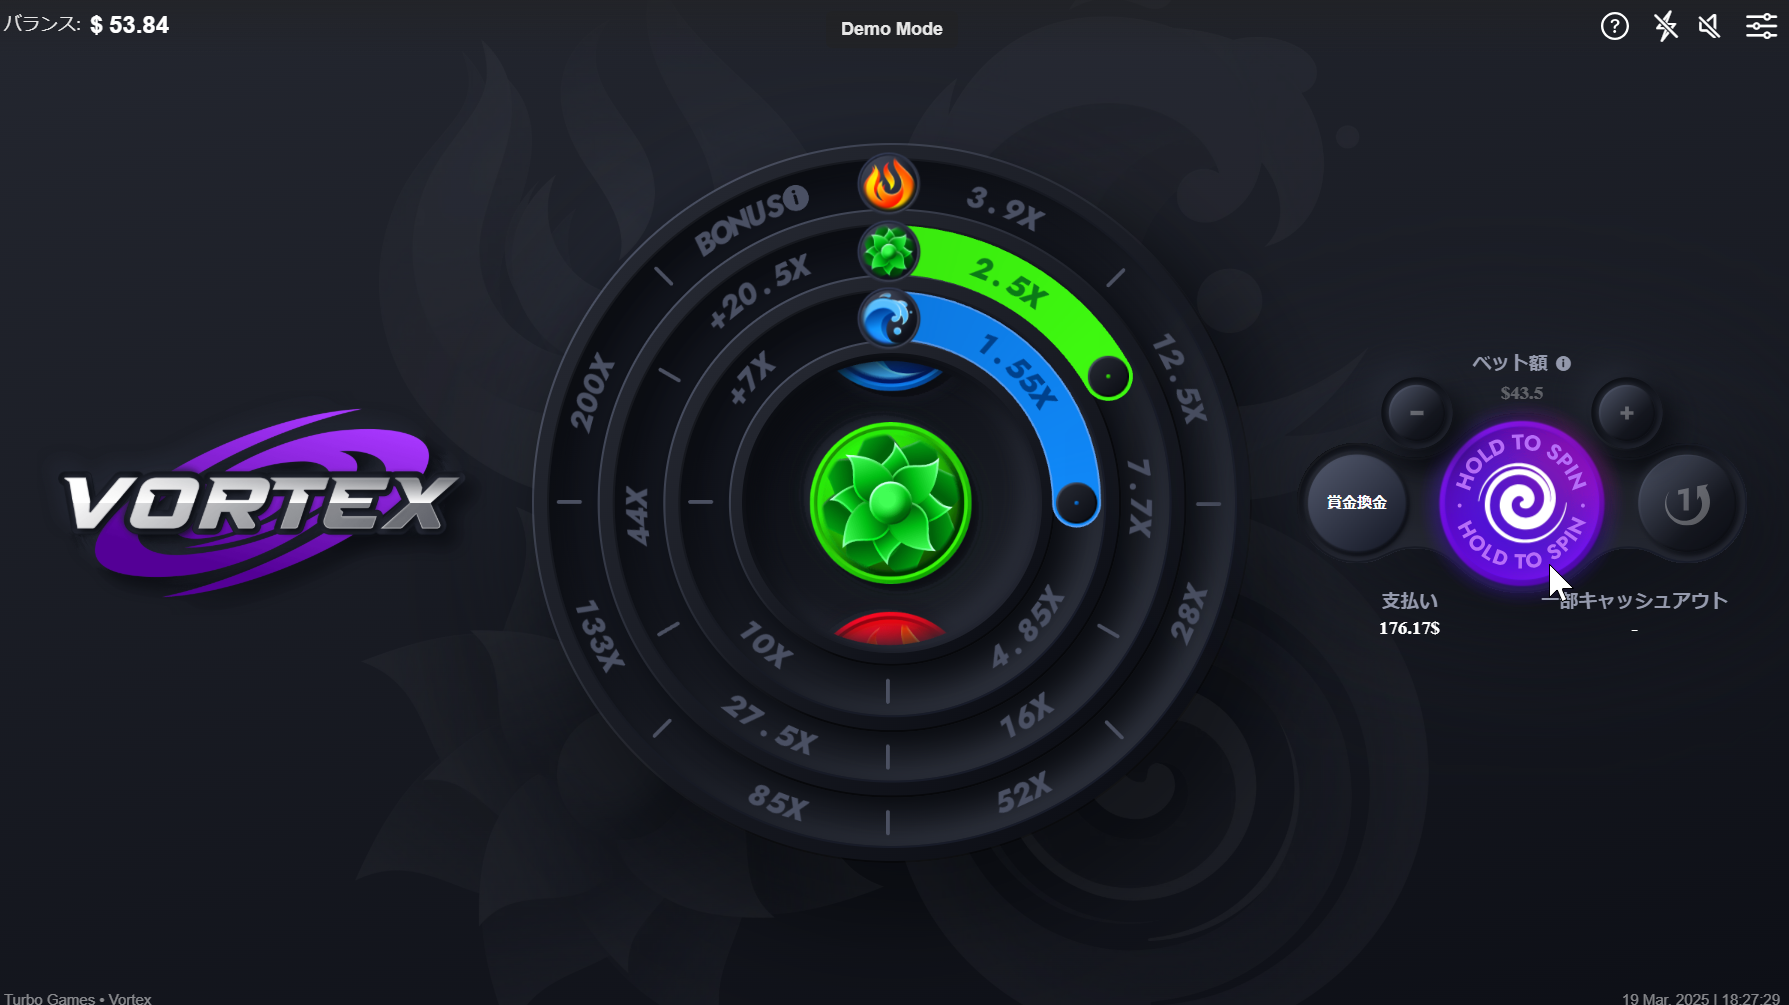 バランス: $ 53.84
Demo Mode
?
BONUS i
3.9X
12.5X
28X
52X
85X
133X
200X
2.5X
7.7X
16X
27.5X
44X
+20.5X
1.55X
4.85X
10X
+7X
VORTEX
ベット額 i
$43.5
-
+
賞金換金
HOLD TO SPIN
HOLD TO SPIN
1
支払い
176.17$
一部キャッシュアウト
-
Turbo Games • Vortex
19 Mar, 2025 | 18:27:29